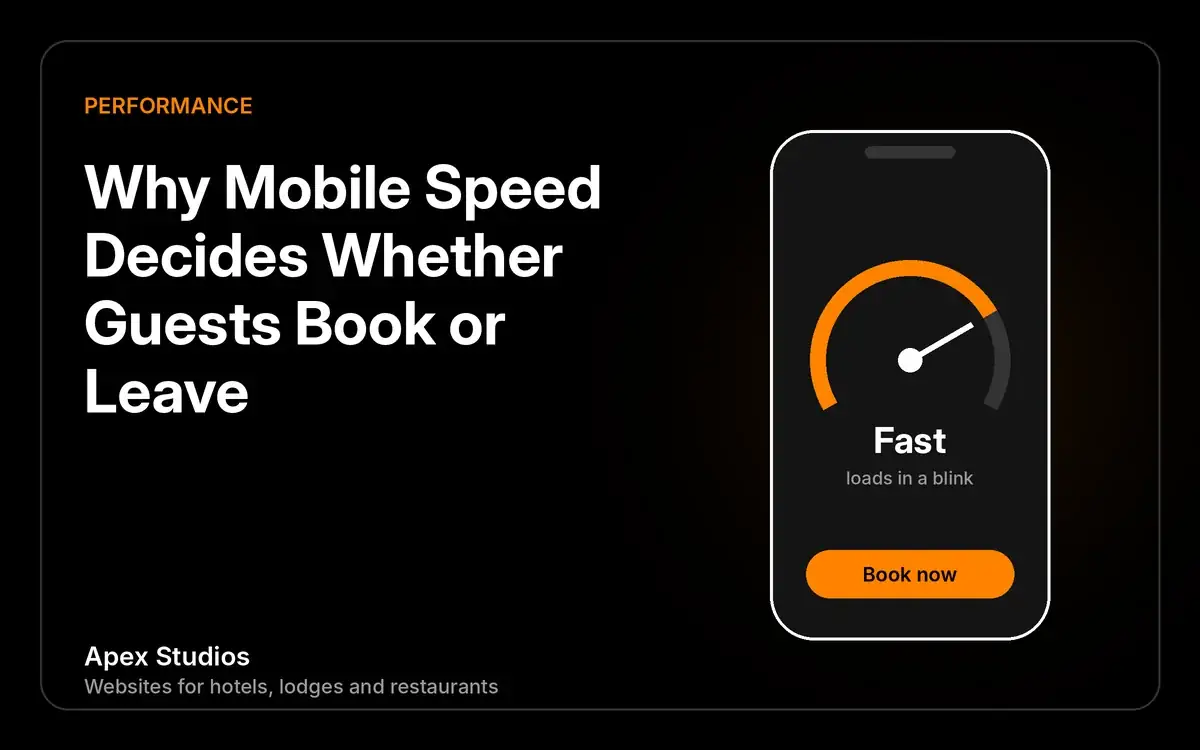 PERFORMANCE
Why Mobile Speed
Decides Whether
Guests Book or
Leave
Fast
loads in a blink
Book now
Apex Studios
Websites for hotels, lodges and restaurants